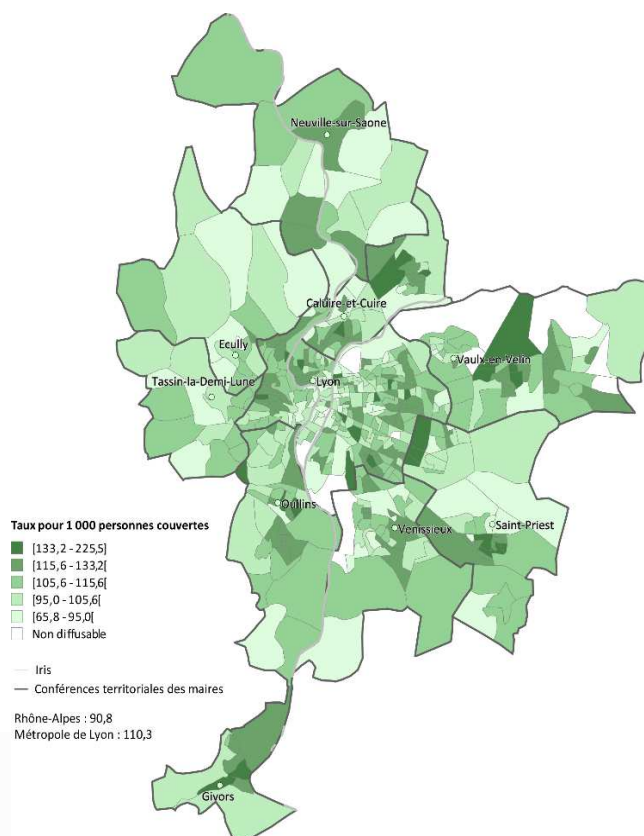 Neuville-sur-Saone
Caluire-et-Cuire
Ecully
Vaulx-en-Velin
Tassin-la-Demi-Lune
Lyon
Oullins
Venissieux
Saint-Priest
Givors
Taux pour 1 000 personnes couvertes
[133,2 - 225,5]
[115,6 - 133,2[
[105,6 - 115,6[
[95,0 - 105,6[
[65,8 - 95,0[
Non diffusable
Iris
Conférences territoriales des maires
Rhône-Alpes : 90,8
Métropole de Lyon : 110,3